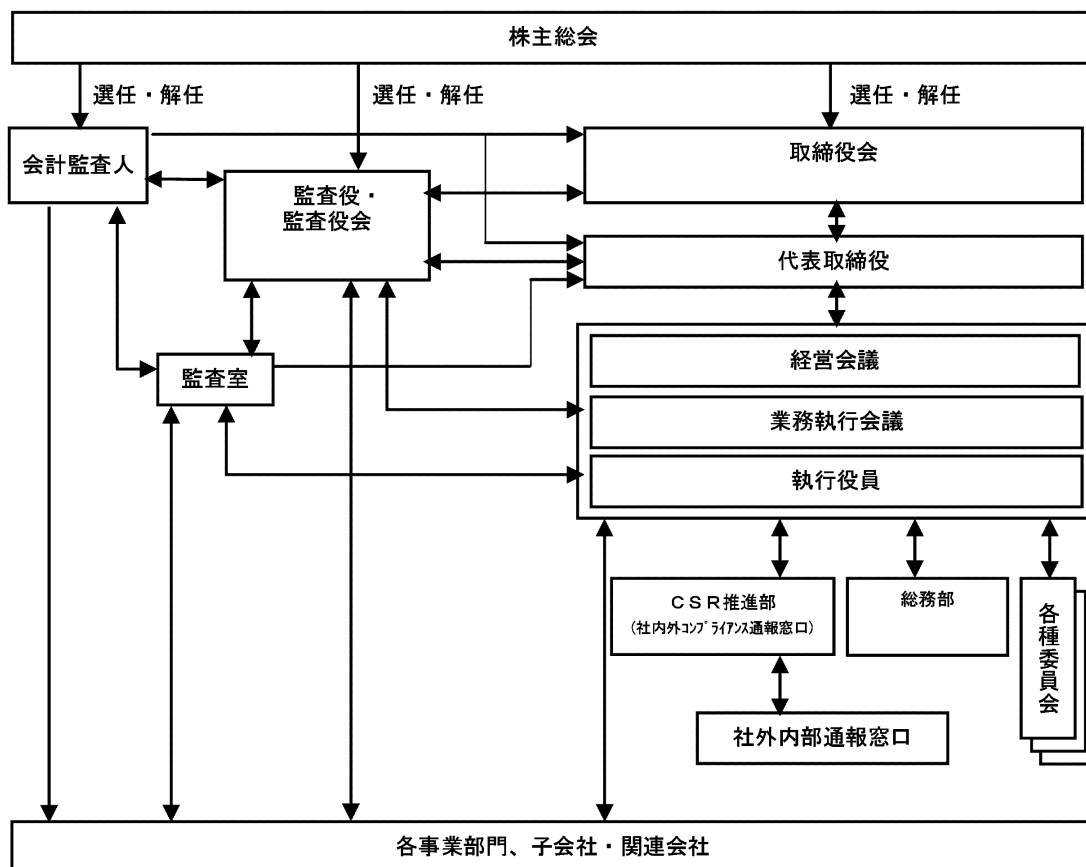 株主総会
選任・解任
選任・解任
選任・解任
会計監査人
取締役会
監査役・
監査役会
代表取締役
経営会議
監査室
業務執行会議
執行役員
CSR推進部
(社内外ｺﾝﾌﾟﾗｲｱﾝｽ通報窓口)
総務部
各種委員会
社外内部通報窓口
各事業部門、子会社・関連会社